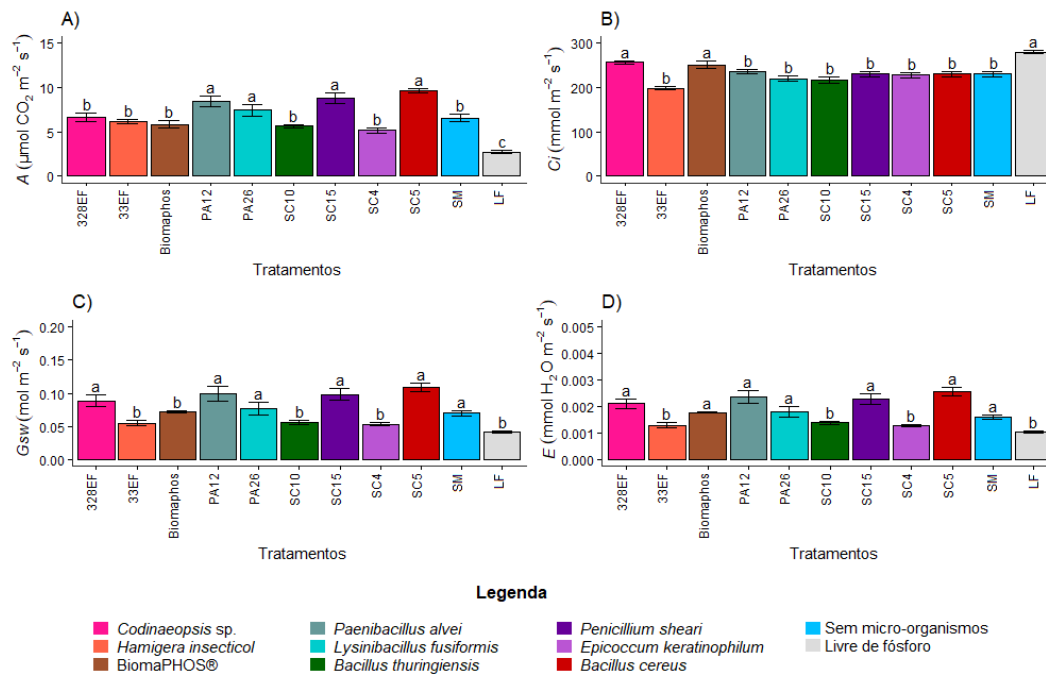 A)
A (µmol CO₂ m⁻² s⁻¹)
15
10
5
0
b
b
b
a
a
b
a
b
a
b
c
328EF
33EF
Biomaphos
PA12
PA26
SC10
SC15
SC4
SC5
SM
LF
Tratamentos
B)
Ci (mmol m⁻² s⁻¹)
300
200
100
0
a
b
a
b
b
b
b
b
b
b
a
328EF
33EF
Biomaphos
PA12
PA26
SC10
SC15
SC4
SC5
SM
LF
Tratamentos
C)
Gsw (mol m⁻² s⁻¹)
0.20
0.15
0.10
0.05
0.00
a
b
b
a
a
b
a
b
a
a
b
328EF
33EF
Biomaphos
PA12
PA26
SC10
SC15
SC4
SC5
SM
LF
Tratamentos
D)
E (mmol H₂O m⁻² s⁻¹)
0.005
0.004
0.003
0.002
0.001
0.000
a
b
a
a
a
b
a
b
a
a
b
328EF
33EF
Biomaphos
PA12
PA26
SC10
SC15
SC4
SC5
SM
LF
Tratamentos
Legenda
Codinaeopsis sp.
Hamigera insecticol
BiomaPHOS®
Paenibacillus alvei
Lysinibacillus fusiformis
Bacillus thuringiensis
Penicillium sheari
Epicoccum keratinophilum
Bacillus cereus
Sem micro-organismos
Livre de fósforo